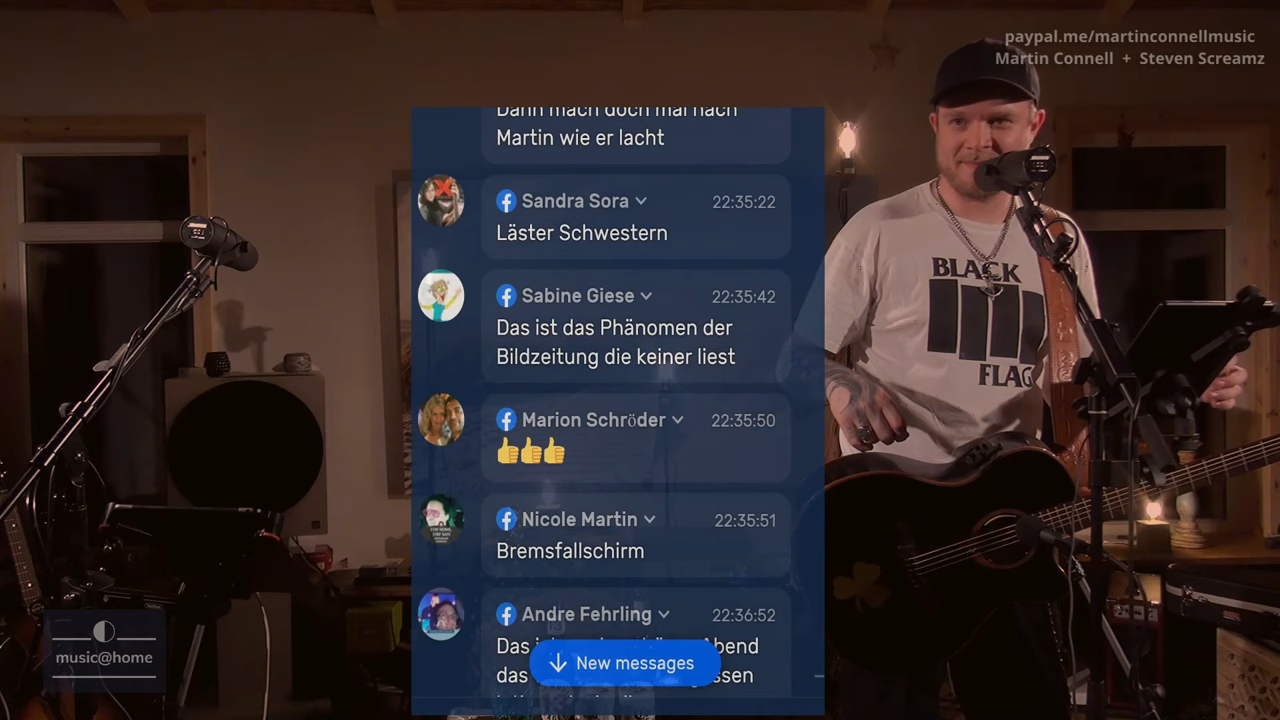 paypal.me/martinconnellmusic
Martin Connell + Steven Screamz
Dann mach doch mal nach
Martin wie er lacht
Sandra Sora 22:35:22
Läster Schwestern
Sabine Giese 22:35:42
Das ist das Phänomen der
Bildzeitung die keiner liest
Marion Schröder 22:35:50
👍👍👍
Nicole Martin 22:35:51
Bremsfallschirm
Andre Fehrling 22:36:52
Das
das
New messages
BLACK
FLAG
music@home